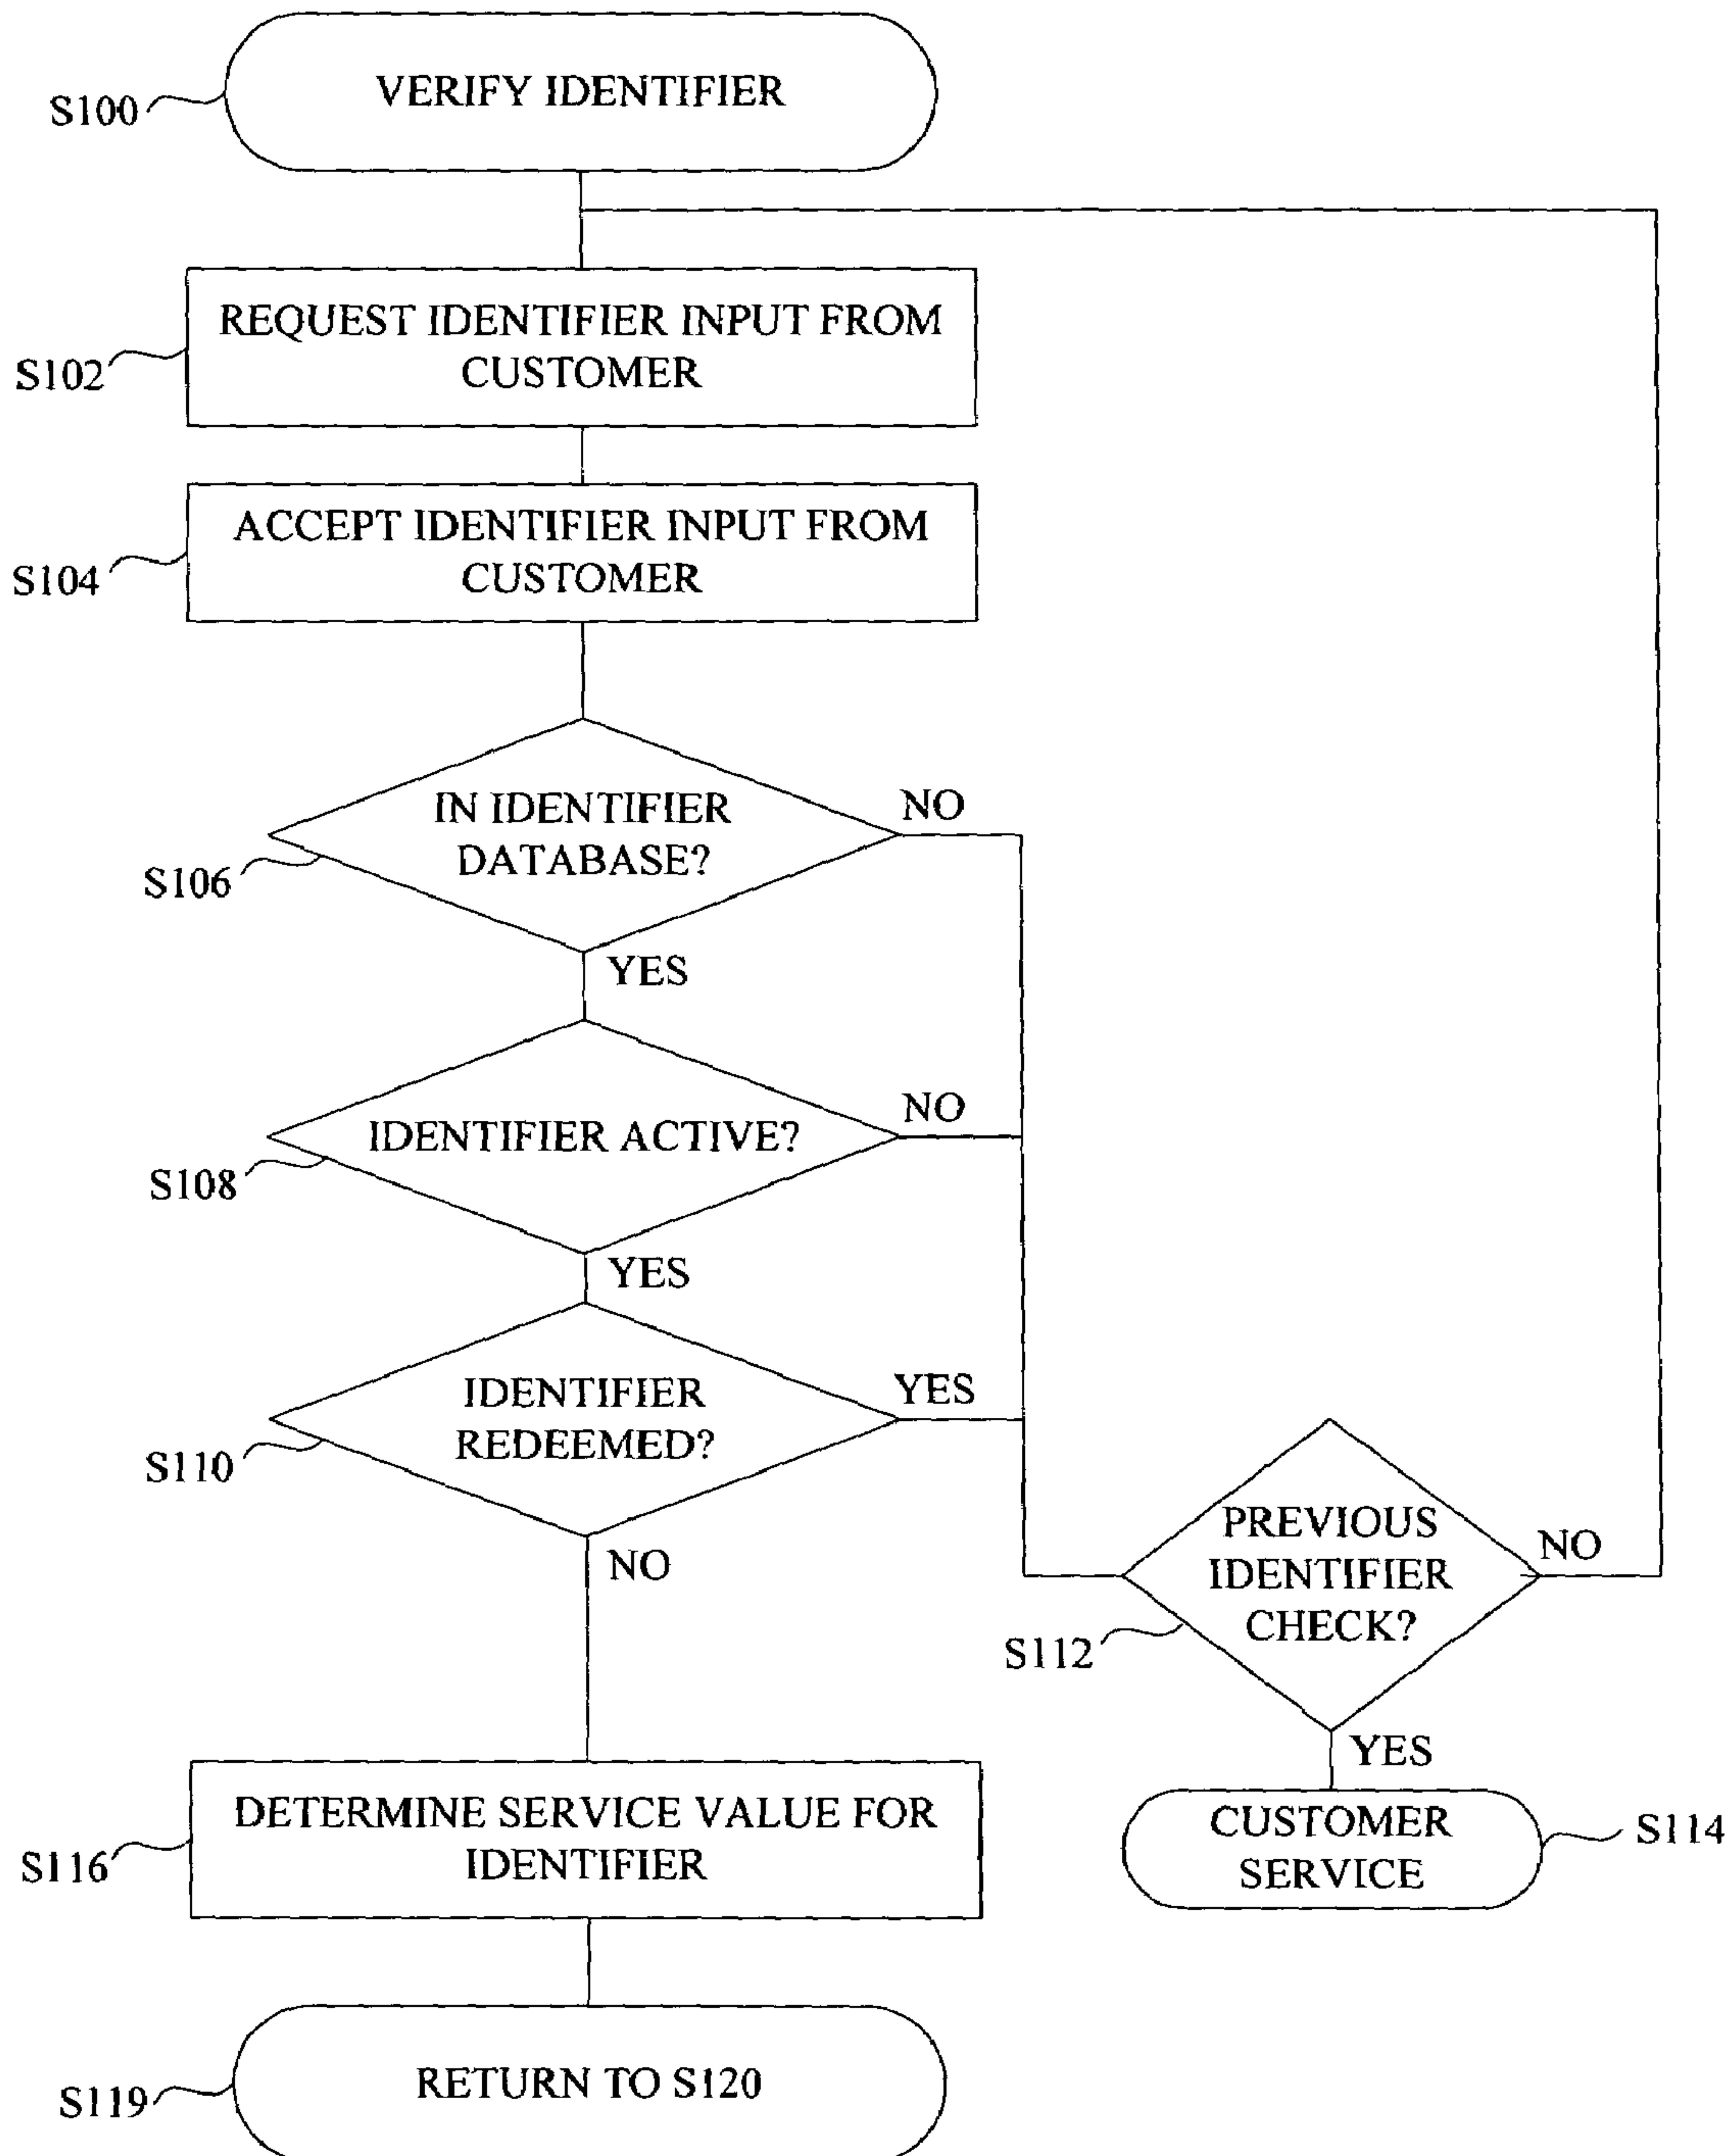 VERIFY IDENTIFIER
S100
REQUEST IDENTIFIER INPUT FROM
CUSTOMER
S102
ACCEPT IDENTIFIER INPUT FROM
CUSTOMER
S104
IN IDENTIFIER
DATABASE?
NO
S106
YES
IDENTIFIER ACTIVE?
NO
S108
YES
IDENTIFIER
REDEEMED?
YES
S110
NO
PREVIOUS
IDENTIFIER
CHECK?
NO
S112
YES
CUSTOMER
SERVICE
S114
DETERMINE SERVICE VALUE FOR
IDENTIFIER
S116
RETURN TO S120
S119